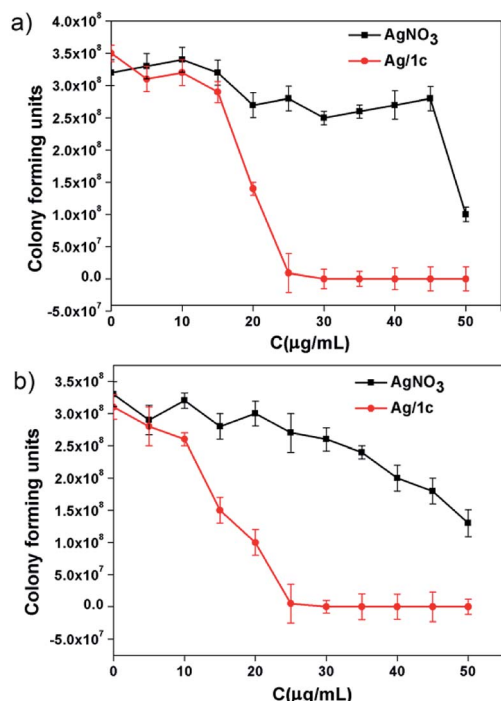 a)
AgNO3
Ag/1c
Colony forming units
4.0x10^8
3.5x10^8
3.0x10^8
2.5x10^8
2.0x10^8
1.5x10^8
1.0x10^8
5.0x10^7
0.0
-5.0x10^7
0 10 20 30 40 50
C(μg/mL)
b)
AgNO3
Ag/1c
Colony forming units
3.5x10^8
3.0x10^8
2.5x10^8
2.0x10^8
1.5x10^8
1.0x10^8
5.0x10^7
0.0
-5.0x10^7
0 10 20 30 40 50
C(μg/mL)